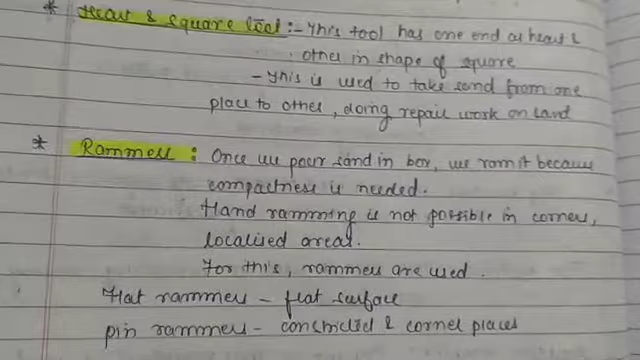 * Heart & square tool :- This tool has one end as heart &
other in shape of square
- This is used to take sand from one
place to other, doing repair work on sand
* Rammers : Once we pour sand in box, we ram it because
compactness is needed.
Hand ramming is not possible in corners,
localised areas.
For this, rammers are used.
Flat rammers - flat surface
pin rammers - constricted & corner places